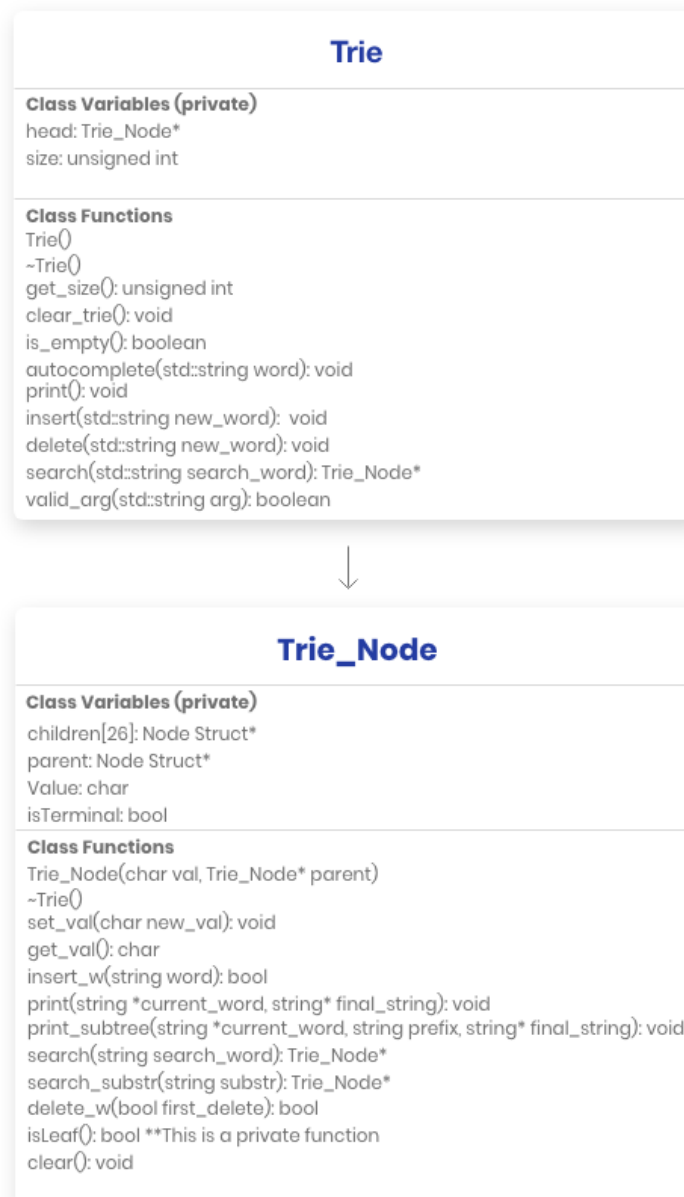 Trie
Class Variables (private)
head: Trie_Node*
size: unsigned int
Class Functions
Trie()
~Trie()
get_size(): unsigned int
clear_trie(): void
is_empty(): boolean
autocomplete(std::string word): void
print(): void
insert(std::string new_word):  void
delete(std::string new_word): void
search(std::string search_word): Trie_Node*
valid_arg(std::string arg): boolean
Trie_Node
Class Variables (private)
children[26]: Node Struct*
parent: Node Struct*
Value: char
isTerminal: bool
Class Functions
Trie_Node(char val, Trie_Node* parent)
~Trie()
set_val(char new_val): void
get_val(): char
insert_w(string word): bool
print(string *current_word, string* final_string): void
print_subtree(string *current_word, string prefix, string* final_string): void
search(string search_word): Trie_Node*
search_substr(string substr): Trie_Node*
delete_w(bool first_delete): bool
isLeaf(): bool **This is a private function
clear(): void